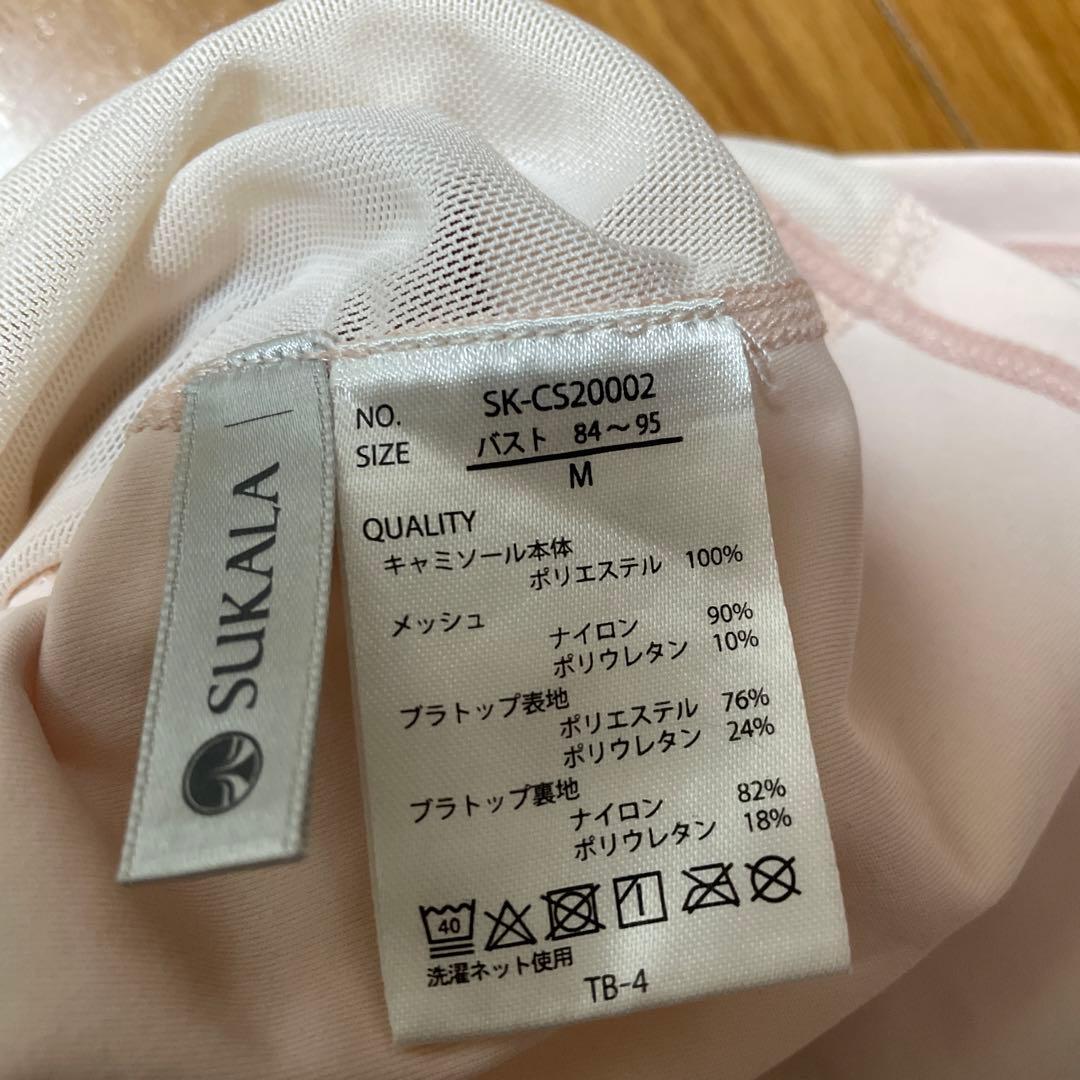 SUKALA
NO. SK-CS20002
SIZE バスト 84～95
M
QUALITY
キャミソール本体
ポリエステル 100%
メッシュ
ナイロン 90%
ポリウレタン 10%
ブラトップ表地
ポリエステル 76%
ポリウレタン 24%
ブラトップ裏地
ナイロン 82%
ポリウレタン 18%
40
洗濯ネット使用
TB-4